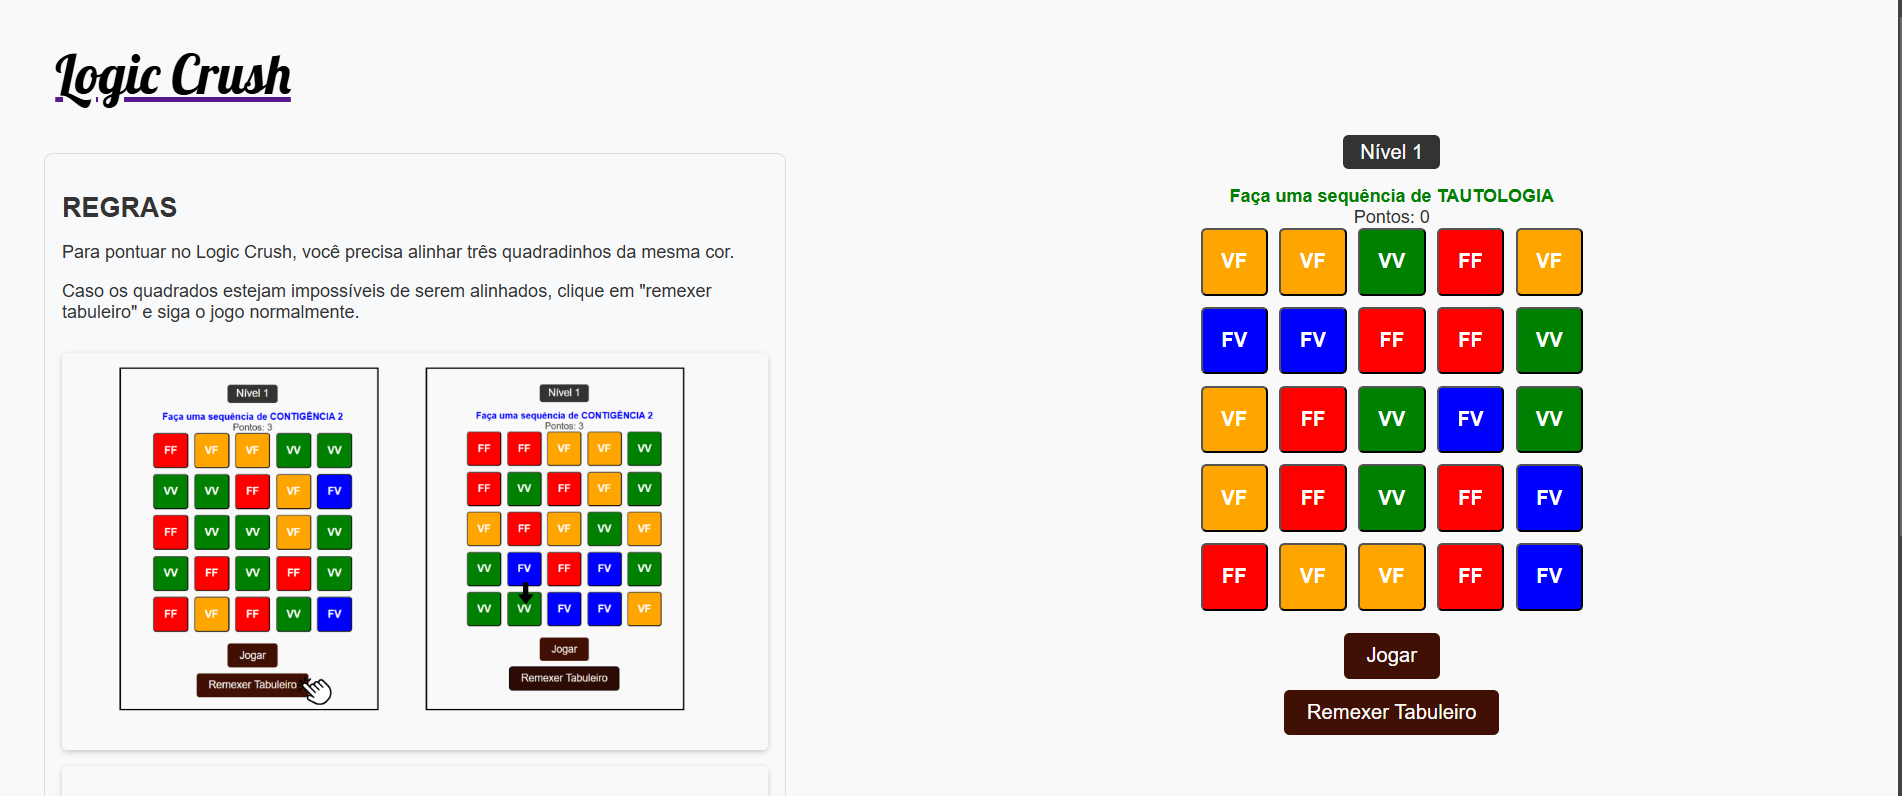 Logic Crush
REGRAS
Para pontuar no Logic Crush, você precisa alinhar três quadradinhos da mesma cor.
Caso os quadrados estejam impossíveis de serem alinhados, clique em "remexer
tabuleiro" e siga o jogo normalmente.
Nível 1
Faça uma sequência de CONTIGÊNCIA 2
Pontos: 3
FF VF VF VV VV
VV VV FF VF FV
FF VV VV VF VV
VV FF VV FF VV
FF VF FF VV FV
Jogar
Remexer Tabuleiro
Nível 1
Faça uma sequência de CONTIGÊNCIA 2
Pontos: 3
FF FF VF VF VV
FF VV FF VF VV
VF FF VF VV VF
VV FV FF FV VV
VV VV FV FV VF
Jogar
Remexer Tabuleiro
Nível 1
Faça uma sequência de TAUTOLOGIA
Pontos: 0
VF VF VV FF VF
FV FV FF FF VV
VF FF VV FV VV
VF FF VV FF FV
FF VF VF FF FV
Jogar
Remexer Tabuleiro